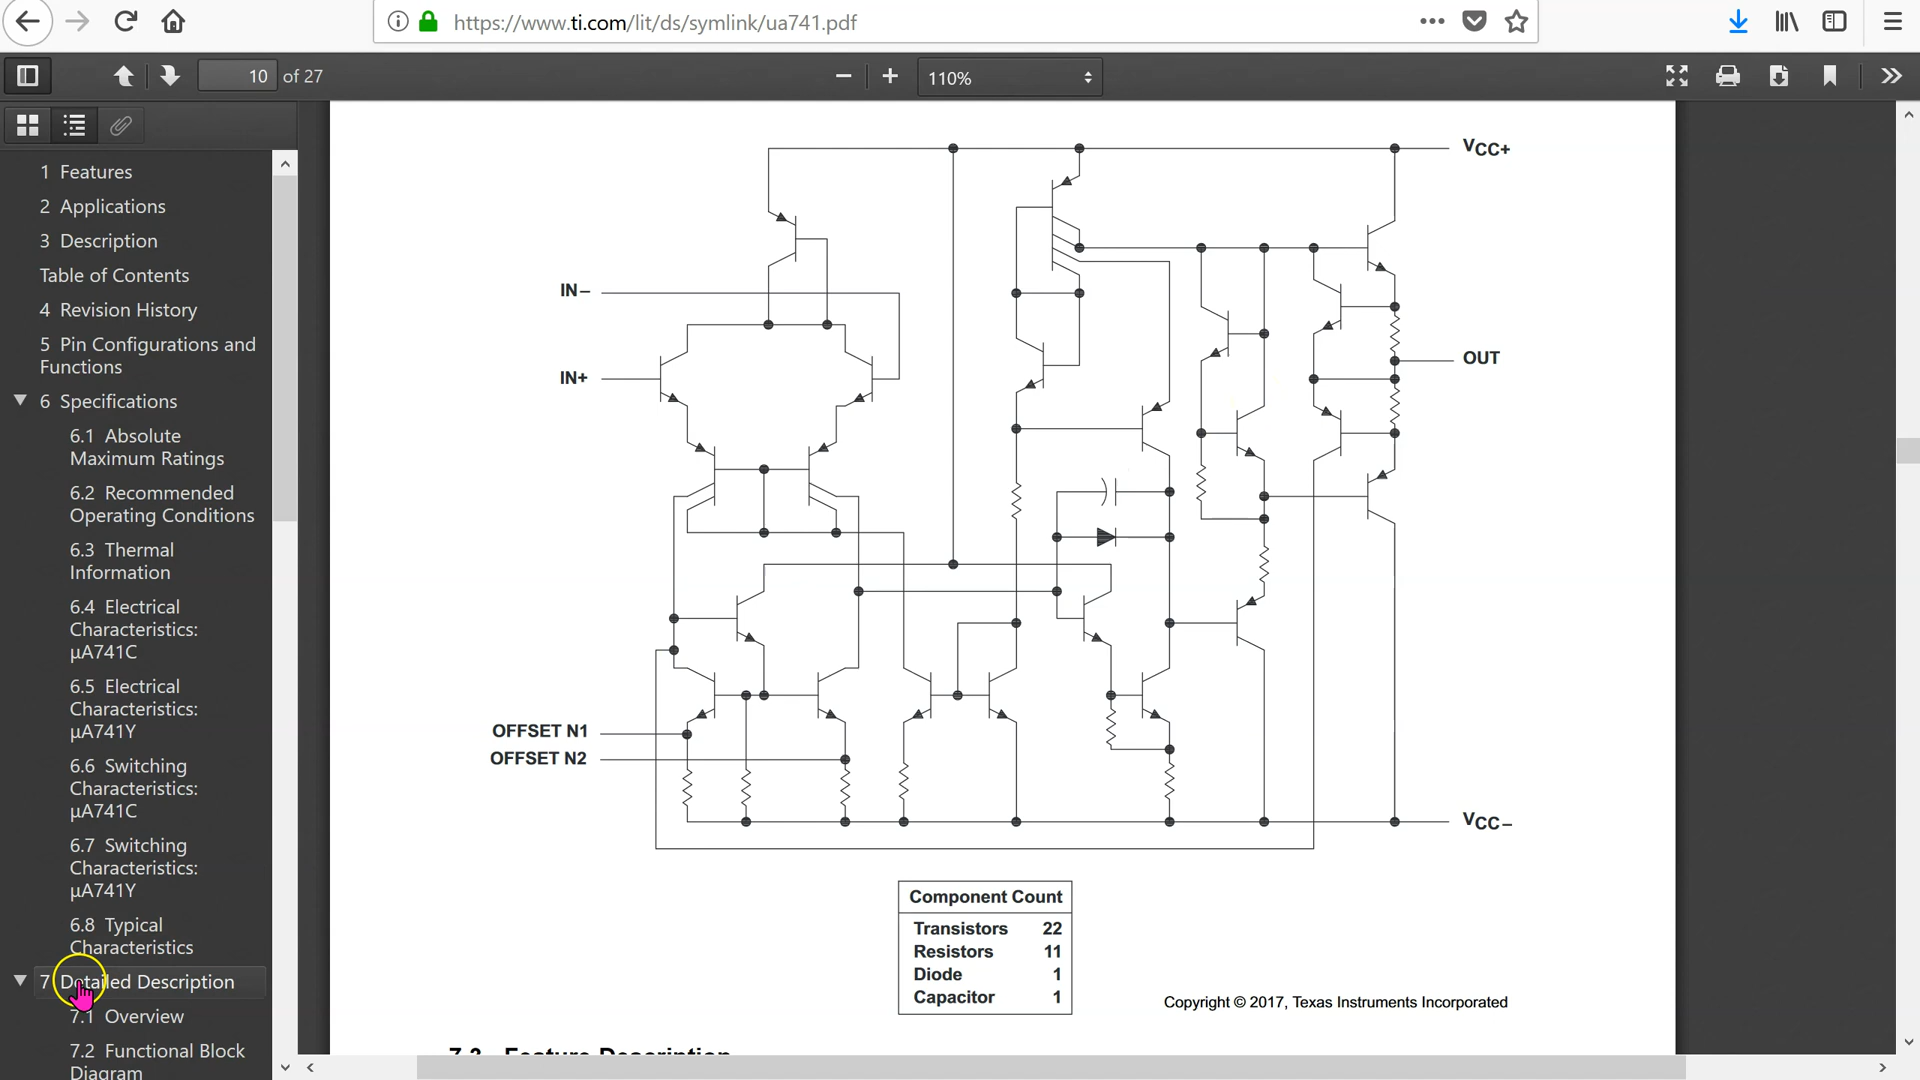 https://www.ti.com/lit/ds/symlink/ua741.pdf
10 of 27
110%
1 Features
2 Applications
3 Description
Table of Contents
4 Revision History
5 Pin Configurations and
Functions
6 Specifications
6.1 Absolute
Maximum Ratings
6.2 Recommended
Operating Conditions
6.3 Thermal
Information
6.4 Electrical
Characteristics:
µA741C
6.5 Electrical
Characteristics:
µA741Y
6.6 Switching
Characteristics:
µA741C
6.7 Switching
Characteristics:
µA741Y
6.8 Typical
Characteristics
7 Detailed Description
7.1 Overview
7.2 Functional Block
Diagram
VCC+
IN−
IN+
OUT
OFFSET N1
OFFSET N2
VCC−
Component Count
Transistors 22
Resistors 11
Diode 1
Capacitor 1
Copyright © 2017, Texas Instruments Incorporated
7.3 Feature Description